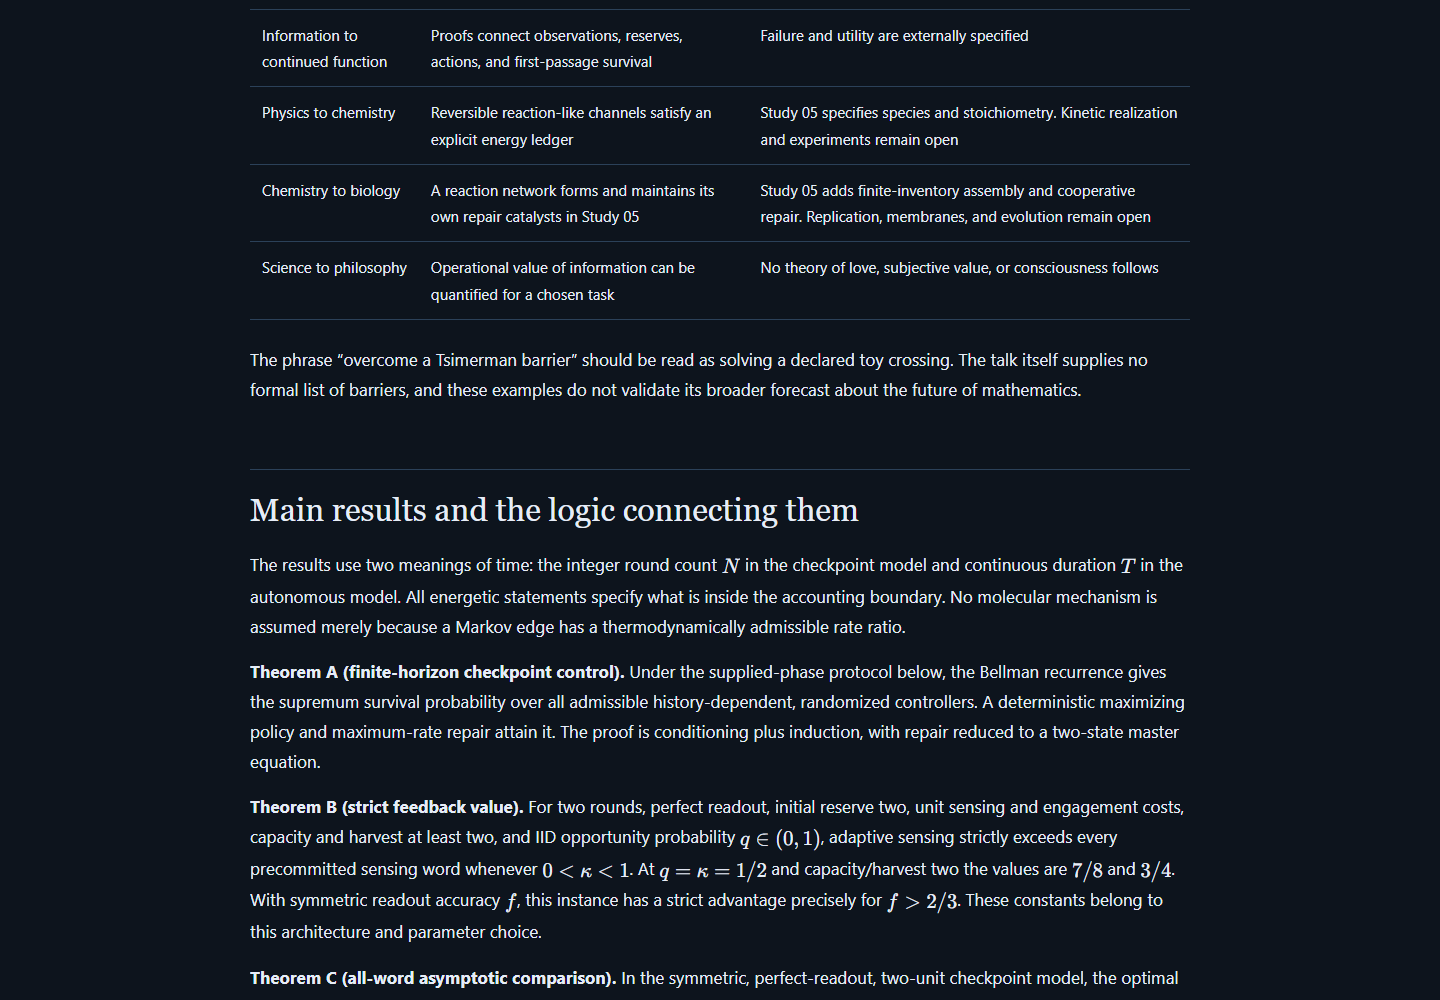 Information to continued function
Proofs connect observations, reserves, actions, and first-passage survival
Failure and utility are externally specified
Physics to chemistry
Reversible reaction-like channels satisfy an explicit energy ledger
Study 05 specifies species and stoichiometry. Kinetic realization and experiments remain open
Chemistry to biology
A reaction network forms and maintains its own repair catalysts in Study 05
Study 05 adds finite-inventory assembly and cooperative repair. Replication, membranes, and evolution remain open
Science to philosophy
Operational value of information can be quantified for a chosen task
No theory of love, subjective value, or consciousness follows
The phrase “overcome a Tsimerman barrier” should be read as solving a declared toy crossing. The talk itself supplies no
formal list of barriers, and these examples do not validate its broader forecast about the future of mathematics.
Main results and the logic connecting them
The results use two meanings of time: the integer round count N in the checkpoint model and continuous duration T in the
autonomous model. All energetic statements specify what is inside the accounting boundary. No molecular mechanism is
assumed merely because a Markov edge has a thermodynamically admissible rate ratio.
Theorem A (finite-horizon checkpoint control). Under the supplied-phase protocol below, the Bellman recurrence gives
the supremum survival probability over all admissible history-dependent, randomized controllers. A deterministic maximizing
policy and maximum-rate repair attain it. The proof is conditioning plus induction, with repair reduced to a two-state master
equation.
Theorem B (strict feedback value). For two rounds, perfect readout, initial reserve two, unit sensing and engagement costs,
capacity and harvest at least two, and IID opportunity probability q ∈ (0, 1), adaptive sensing strictly exceeds every
precommitted sensing word whenever 0 < κ < 1. At q = κ = 1/2 and capacity/harvest two the values are 7/8 and 3/4.
With symmetric readout accuracy f, this instance has a strict advantage precisely for f > 2/3. These constants belong to
this architecture and parameter choice.
Theorem C (all-word asymptotic comparison). In the symmetric, perfect-readout, two-unit checkpoint model, the optimal